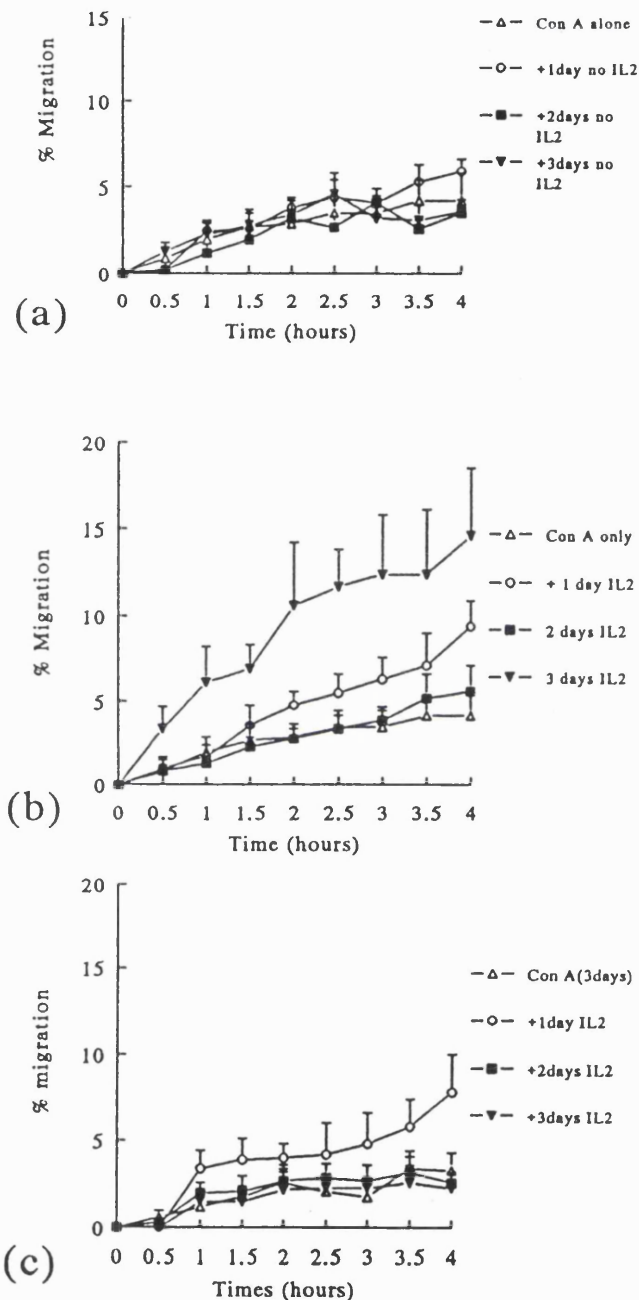 15
10
5
0
% Migration
0 0.5 1 1.5 2 2.5 3 3.5 4
Time (hours)
(a)
Con A alone
+1day no IL2
+2days no
IL2
+3days no
IL2
20
15
10
5
0
% Migration
0 0.5 1 1.5 2 2.5 3 3.5 4
Time (hours)
(b)
Con A only
+ 1 day IL2
2 days IL2
3 days IL2
20
15
10
5
0
% migration
0 0.5 1 1.5 2 2.5 3 3.5 4
Times (hours)
(c)
Con A(3days)
+1day IL2
+2days IL2
+3days IL2